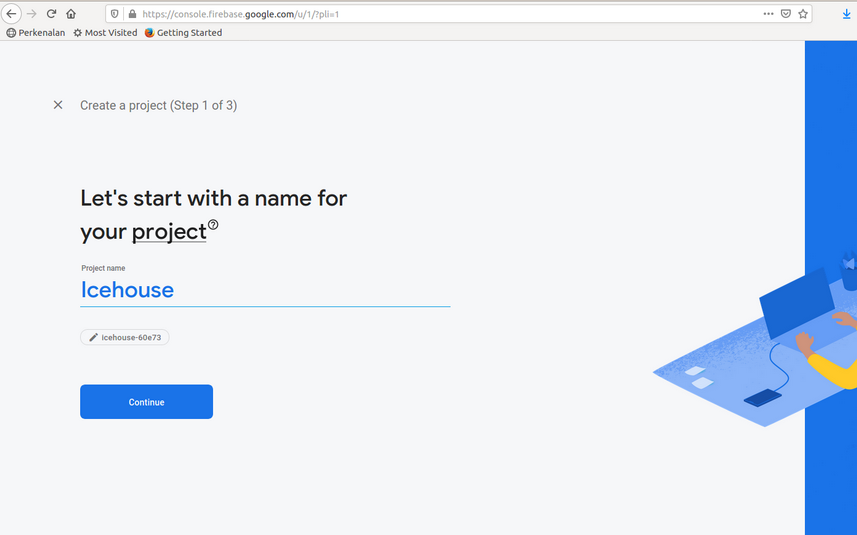 https://console.firebase.google.com/u/1/?pli=1
Perkenalan Most Visited Getting Started
Create a project (Step 1 of 3)
Let's start with a name for
your project
Project name
Icehouse
icehouse-60e73
Continue